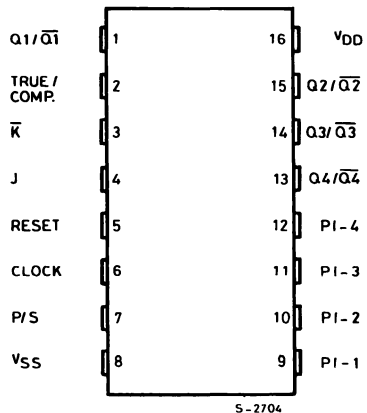 Q1/Q̅1̅ 1 16 VDD
TRUE/
COMP. 2 15 Q2/Q̅2̅
K̅ 3 14 Q3/Q̅3̅
J 4 13 Q4/Q̅4̅
RESET 5 12 PI-4
CLOCK 6 11 PI-3
P/S 7 10 PI-2
VSS 8 9 PI-1
S-2704